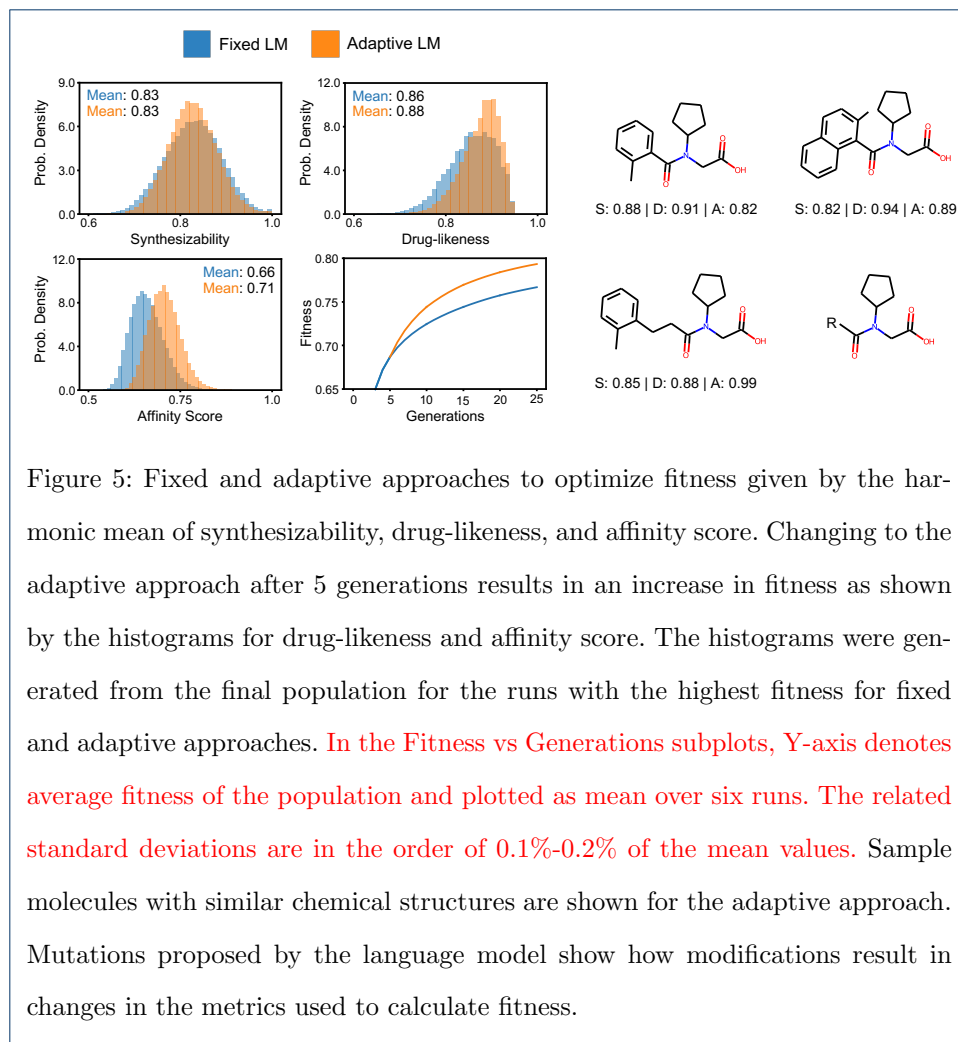 Fixed LM
Adaptive LM
9.0
6.0
3.0
0.0
Prob. Density
Mean: 0.83
Mean: 0.83
0.6
0.8
1.0
Synthesizability
12.0
8.0
4.0
0.0
Prob. Density
Mean: 0.86
Mean: 0.88
0.6
0.8
1.0
Drug-likeness
N
O
O
OH
S: 0.88 | D: 0.91 | A: 0.82
N
O
O
OH
S: 0.82 | D: 0.94 | A: 0.89
12.0
8.0
4.0
0.0
Prob. Density
Mean: 0.66
Mean: 0.71
0.5
0.75
1.0
Affinity Score
0.80
0.75
0.70
0.65
Fitness
0
5
10
15
20
25
Generations
N
O
O
OH
S: 0.85 | D: 0.88 | A: 0.99
R
N
O
O
OH
Figure 5: Fixed and adaptive approaches to optimize fitness given by the har-
monic mean of synthesizability, drug-likeness, and affinity score. Changing to the
adaptive approach after 5 generations results in an increase in fitness as shown
by the histograms for drug-likeness and affinity score. The histograms were gen-
erated from the final population for the runs with the highest fitness for fixed
and adaptive approaches. In the Fitness vs Generations subplots, Y-axis denotes
average fitness of the population and plotted as mean over six runs. The related
standard deviations are in the order of 0.1%-0.2% of the mean values. Sample
molecules with similar chemical structures are shown for the adaptive approach.
Mutations proposed by the language model show how modifications result in
changes in the metrics used to calculate fitness.